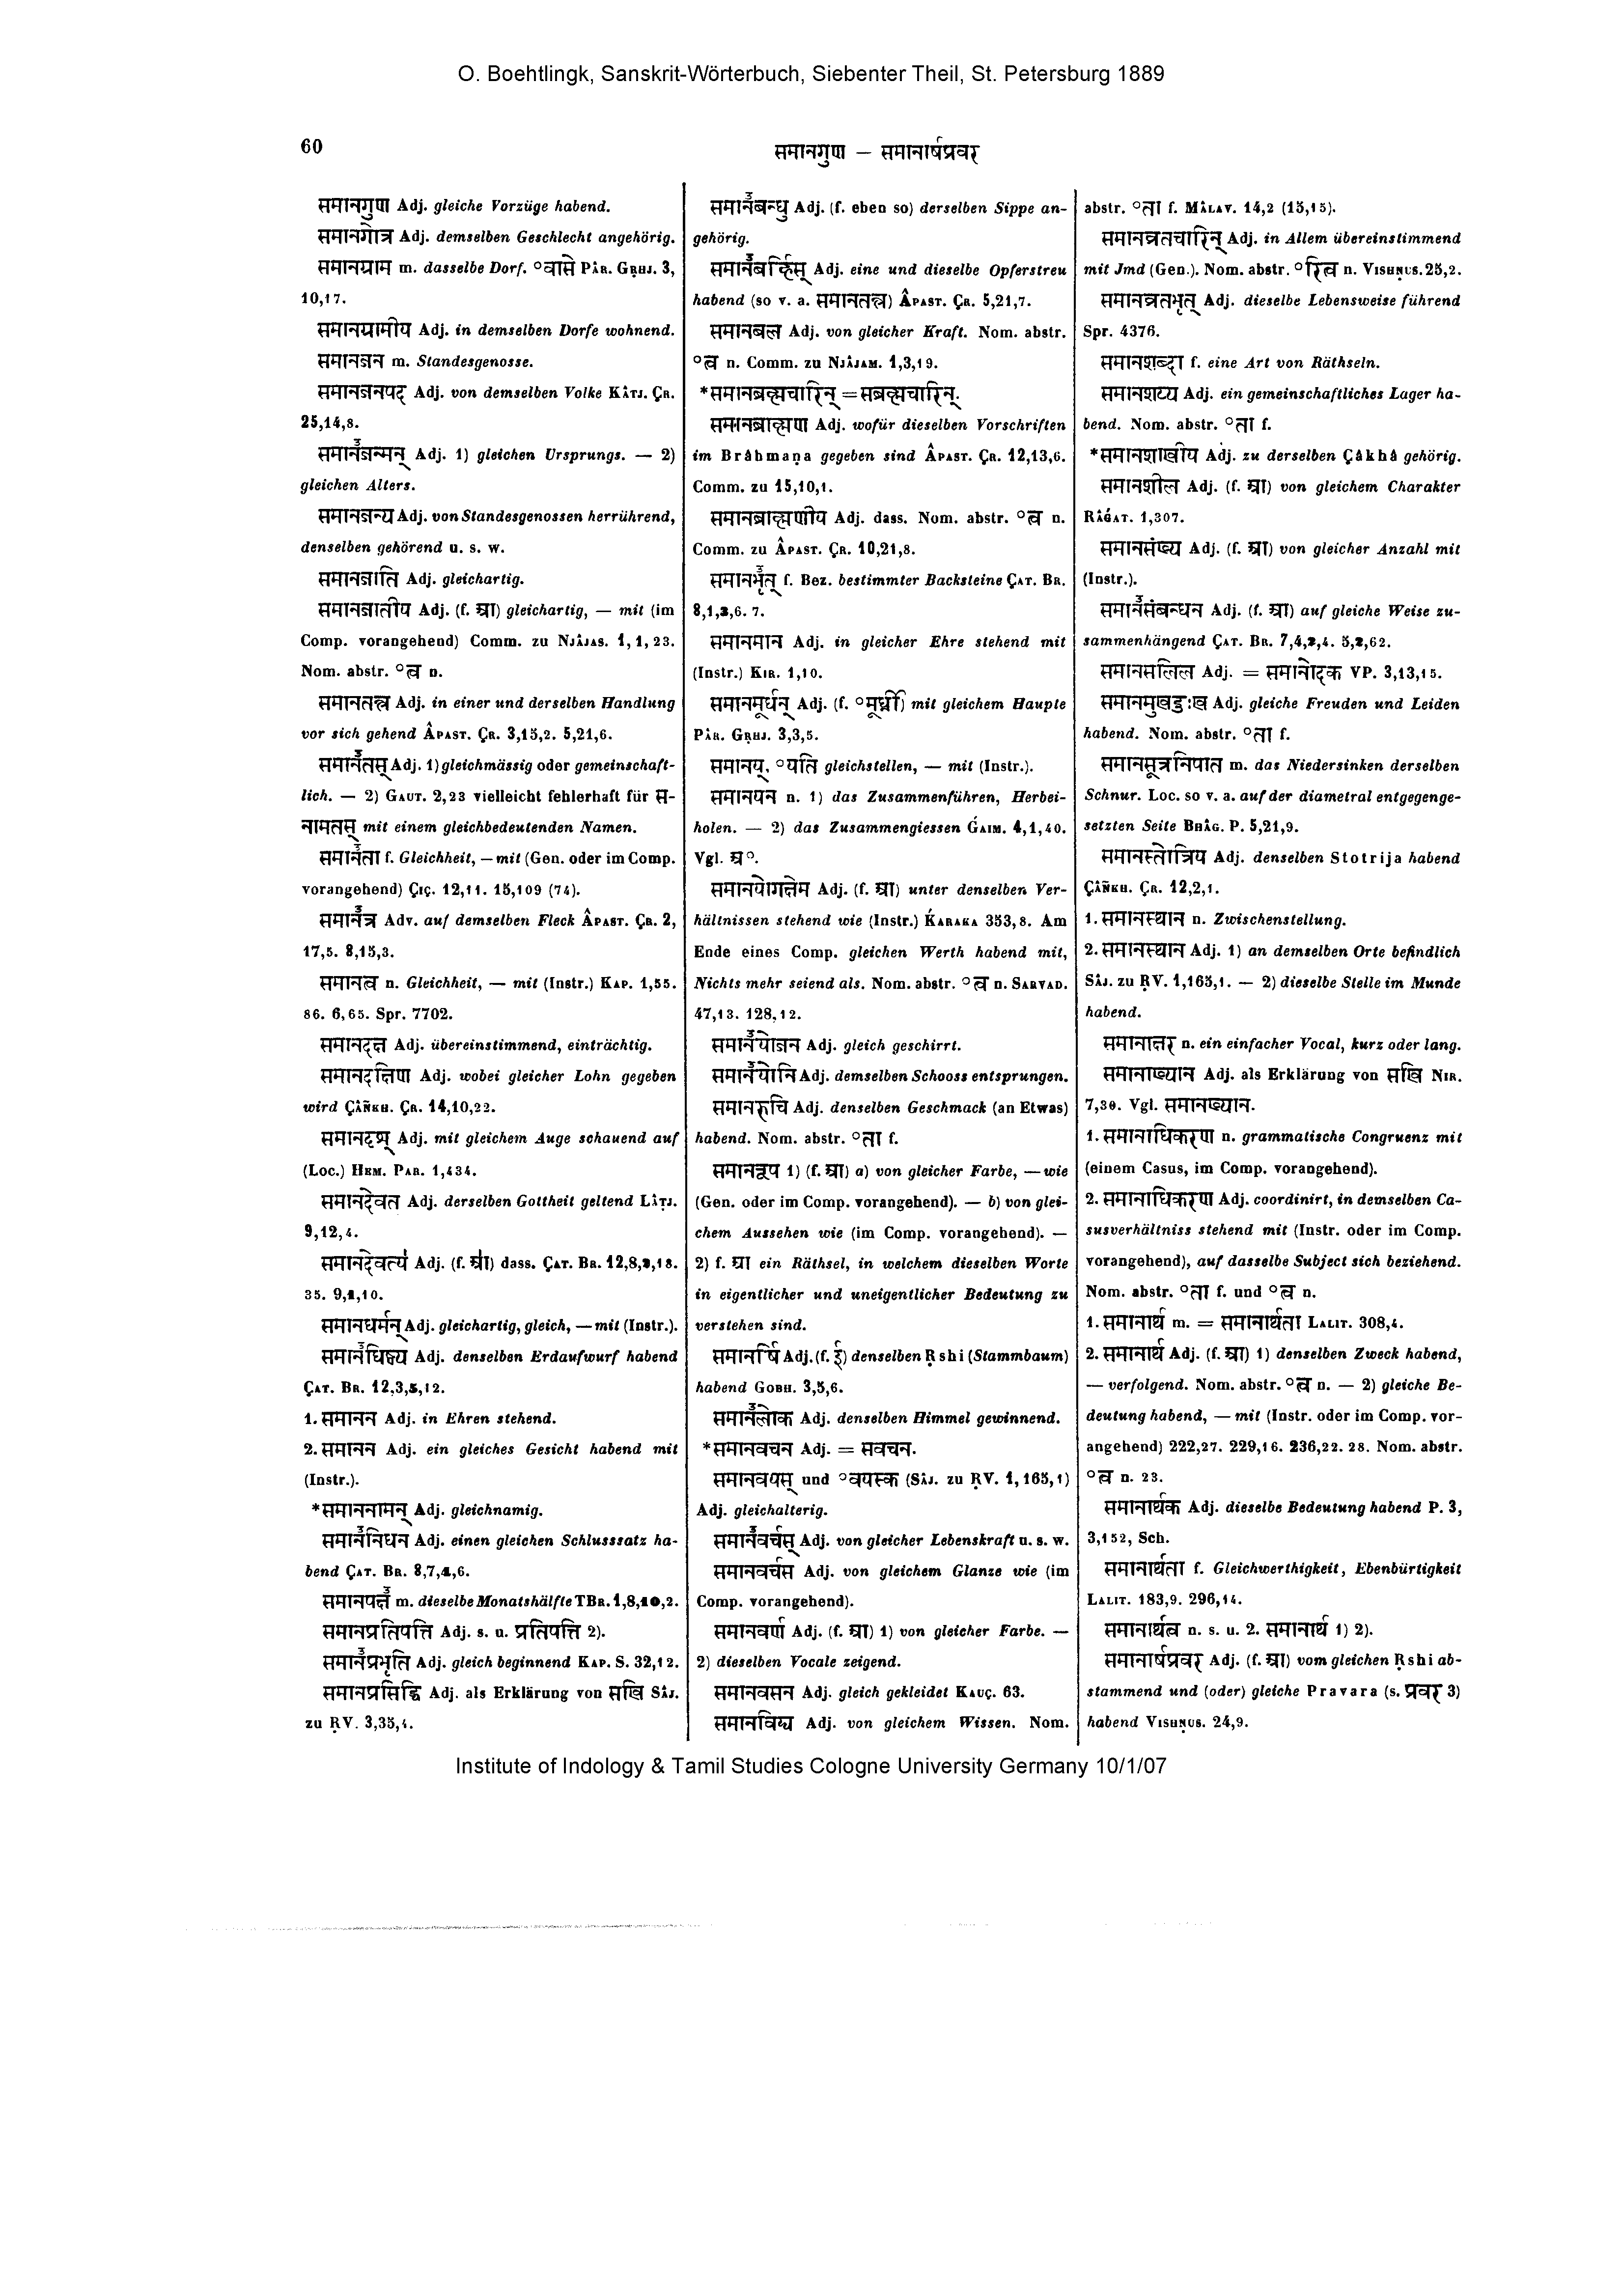 O. Boehtlingk, Sanskrit-Wörterbuch, Siebenter Theil, St. Petersburg 1889
60
समानगुण — समानार्षप्रवर
समानगुण Adj. gleiche Vorzüge habend.
समानगोत्र Adj. demselben Geschlecht angehörig.
समानग्राम m. dasselbe Dorf. °वासे PÂR. GṚHJ. 3,
10,17.
समानग्रामीय Adj. in demselben Dorfe wohnend.
समानजन m. Standesgenosse.
समानजनपद Adj. von demselben Volke KÂTJ. ÇR.
25,14,8.
समानजन्मन् Adj. 1) gleichen Ursprungs. — 2)
gleichen Alters.
समानजन्य Adj. von Standesgenossen herrührend,
denselben gehörend u. s. w.
समानजाति Adj. gleichartig.
समानजातीय Adj. (f. आ) gleichartig, — mit (im
Comp. vorangehend) Comm. zu NJÂJAS. 1,1,23.
Nom. abstr. °त्व n.
समानतन्त्र Adj. in einer und derselben Handlung
vor sich gehend ÂPAST. ÇR. 3,15,2. 5,21,6.
समानतस् Adj. 1) gleichmässig oder gemeinschaft-
lich. — 2) GAUT. 2,23 vielleicht fehlerhaft für स-
नामतस् mit einem gleichbedeutenden Namen.
समानता f. Gleichheit, — mit (Gen. oder im Comp.
vorangehend) ÇIÇ. 12,11. 15,109 (74).
समानत्र Adv. auf demselben Fleck ÂPAST. ÇR. 2,
17,5. 8,15,3.
समानत्व n. Gleichheit, — mit (Instr.) KAP. 1,55.
86. 6,65. Spr. 7702.
समानदक्ष Adj. übereinstimmend, einträchtig.
समानदक्षिण Adj. wobei gleicher Lohn gegeben
wird ÇÂÑKH. ÇR. 14,10,22.
समानदृश् Adj. mit gleichem Auge schauend auf
(Loc.) HEM. PAR. 1,434.
समानदेवत Adj. derselben Gottheit geltend LÂṬJ.
9,12,4.
समानदेवत्य Adj. (f. आ) dass. ÇAT. BR. 12,8,2,18.
35. 9,1,10.
समानधर्मन् Adj. gleichartig, gleich, — mit (Instr.).
समानधिष्ण्य Adj. denselben Erdaufwurf habend
ÇAT. BR. 12,3,5,12.
1. समानन Adj. in Ehren stehend.
2. समानन Adj. ein gleiches Gesicht habend mit
(Instr.).
*समाननामन् Adj. gleichnamig.
समाननिधन Adj. einen gleichen Schlusssatz ha-
bend ÇAT. BR. 8,7,4,6.
समानपक्ष m. dieselbe Monatshälfte TBR. 1,8,10,2.
समानप्रतिपत्ति Adj. s. u. प्रतिपत्ति 2).
समानप्रभृति Adj. gleich beginnend KAP. S. 32,12.
समानप्रसिद्धि Adj. als Erklärung von सखि SÂJ.
zu ṚV. 3,35,4.
समानबन्धु Adj. (f. eben so) derselben Sippe an-
gehörig.
समानबर्हिस् Adj. eine und dieselbe Opferstreu
habend (so v. a. समानतन्त्र) ÂPAST. ÇR. 5,21,7.
समानबल Adj. von gleicher Kraft. Nom. abstr.
°त्व n. Comm. zu NJÂJAM. 1,3,19.
*समानब्रह्मचारिन् = सब्रह्मचारिन्.
समानब्राह्मण Adj. wofür dieselben Vorschriften
im Brâhmaṇa gegeben sind ÂPAST. ÇR. 12,13,6.
Comm. zu 15,10,1.
समानब्राह्मणीय Adj. dass. Nom. abstr. °त्व n.
Comm. zu ÂPAST. ÇR. 10,21,8.
समानभृत् f. Bez. bestimmter Backsteine ÇAT. BR.
8,1,3,6. 7.
समानमान Adj. in gleicher Ehre stehend mit
(Instr.) KIR. 1,10.
समानमूर्धन् Adj. (f. °मूर्ध्नी) mit gleichem Haupte
PÂR. GṚHJ. 3,3,5.
समानय्, °यति gleichstellen, — mit (Instr.).
समानयन n. 1) das Zusammenführen, Herbei-
holen. — 2) das Zusammengiessen ǴAIM. 4,1,40.
Vgl. अ°.
समानयोगक्षेम Adj. (f. आ) unter denselben Ver-
hältnissen stehend wie (Instr.) ḰARAKA 353,8. Am
Ende eines Comp. gleichen Werth habend mit,
Nichts mehr seiend als. Nom. abstr. °त्व n. SARVAD.
47,13. 128,12.
समानयोजन Adj. gleich geschirrt.
समानयोनि Adj. demselben Schooss entsprungen.
समानरुचि Adj. denselben Geschmack (an Etwas)
habend. Nom. abstr. °ता f.
समानरूप 1) (f. आ) a) von gleicher Farbe, — wie
(Gen. oder im Comp. vorangehend). — b) von glei-
chem Aussehen wie (im Comp. vorangehend). —
2) f. आ ein Räthsel, in welchem dieselben Worte
in eigentlicher und uneigentlicher Bedeutung zu
verstehen sind.
समानर्षि Adj. (f. ई) denselben Ṛshi (Stammbaum)
habend GOBH. 3,5,6.
समानलोक Adj. denselben Himmel gewinnend.
*समानवचन Adj. = सवचन.
समानवयस् und °वयस्क (SÂJ. zu ṚV. 1,165,1)
Adj. gleichalterig.
समानवर्चस् Adj. von gleicher Lebenskraft u. s. w.
समानवर्चस Adj. von gleichem Glanze wie (im
Comp. vorangehend).
समानवर्ण Adj. (f. आ) 1) von gleicher Farbe. —
2) dieselben Vocale zeigend.
समानवसन Adj. gleich gekleidet KAUÇ. 63.
समानविद्य Adj. von gleichem Wissen. Nom.
abstr. °ता f. MÂLAV. 14,2 (15,15).
समानव्रतचारिन् Adj. in Allem übereinstimmend
mit Jmd (Gen.). Nom. abstr. °रित्व n. VISHṆUS. 25,2.
समानव्रतभृत् Adj. dieselbe Lebensweise führend
Spr. 4376.
समानशब्दा f. eine Art von Räthseln.
समानशय्य Adj. ein gemeinschaftliches Lager ha-
bend. Nom. abstr. °ता f.
*समानशाखीय Adj. zu derselben Çâkhâ gehörig.
समानशील Adj. (f. आ) von gleichem Charakter
RÂǴAT. 1,307.
समानसंख्य Adj. (f. आ) von gleicher Anzahl mit
(Instr.).
समानसंबन्धन Adj. (f. आ) auf gleiche Weise zu-
sammenhängend ÇAT. BR. 7,4,2,4. 5,2,62.
समानसलिल Adj. = समानोदक VP. 3,13,15.
समानसुखदुःख Adj. gleiche Freuden und Leiden
habend. Nom. abstr. °ता f.
समानसूत्रनिपात m. das Niedersinken derselben
Schnur. Loc. so v. a. auf der diametral entgegenge-
setzten Seite BHÂG. P. 5,21,9.
समानस्तोत्रिय Adj. denselben Stotrija habend
ÇÂÑKH. ÇR. 12,2,1.
1. समानस्थान n. Zwischenstellung.
2. समानस्थान Adj. 1) an demselben Orte befindlich
SÂJ. zu ṚV. 1,165,1. — 2) dieselbe Stelle im Munde
habend.
समानाक्षर n. ein einfacher Vocal, kurz oder lang.
समानाख्यान Adj. als Erklärung von सखि NIR.
7,30. Vgl. समानख्यान.
1. समानाधिकरण n. grammatische Congruenz mit
(einem Casus, im Comp. vorangehend).
2. समानाधिकरण Adj. coordinirt, in demselben Ca-
susverhältniss stehend mit (Instr. oder im Comp.
vorangehend), auf dasselbe Subject sich beziehend.
Nom. abstr. °ता f. und °त्व n.
1. समानार्थ m. = समानार्थता LALIT. 308,4.
2. समानार्थ Adj. (f. आ) 1) denselben Zweck habend,
— verfolgend. Nom. abstr. °त्व n. — 2) gleiche Be-
deutung habend, — mit (Instr. oder im Comp. vor-
angehend) 222,27. 229,16. 236,22. 28. Nom. abstr.
°त्व n. 23.
समानार्थक Adj. dieselbe Bedeutung habend P. 3,
3,152, Sch.
समानार्थता f. Gleichwerthigkeit, Ebenbürtigkeit
LALIT. 183,9. 296,14.
समानार्थत्व n. s. u. 2. समानार्थ 1) 2).
समानार्षप्रवर Adj. (f. आ) vom gleichen Ṛshi ab-
stammend und (oder) gleiche Pravara (s. प्रवर 3)
habend VISHṆUS. 24,9.
Institute of Indology & Tamil Studies Cologne University Germany 10/1/07